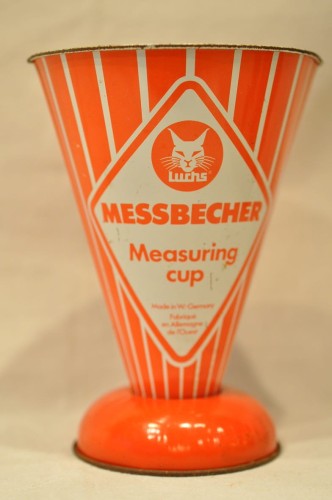 Luchs
MESSBECHER
Measuring
cup
Made in W. Germany
Fabriqué
en Allemagne
de l'Ouest